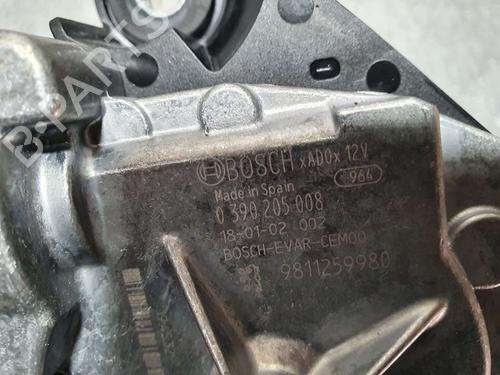 BOSCH xADOx 12V
Made in Spain
964
0 390 205 008
18-01-02 002
BOSCH-EVAR-CEMOO
9811259980
B-PARTS